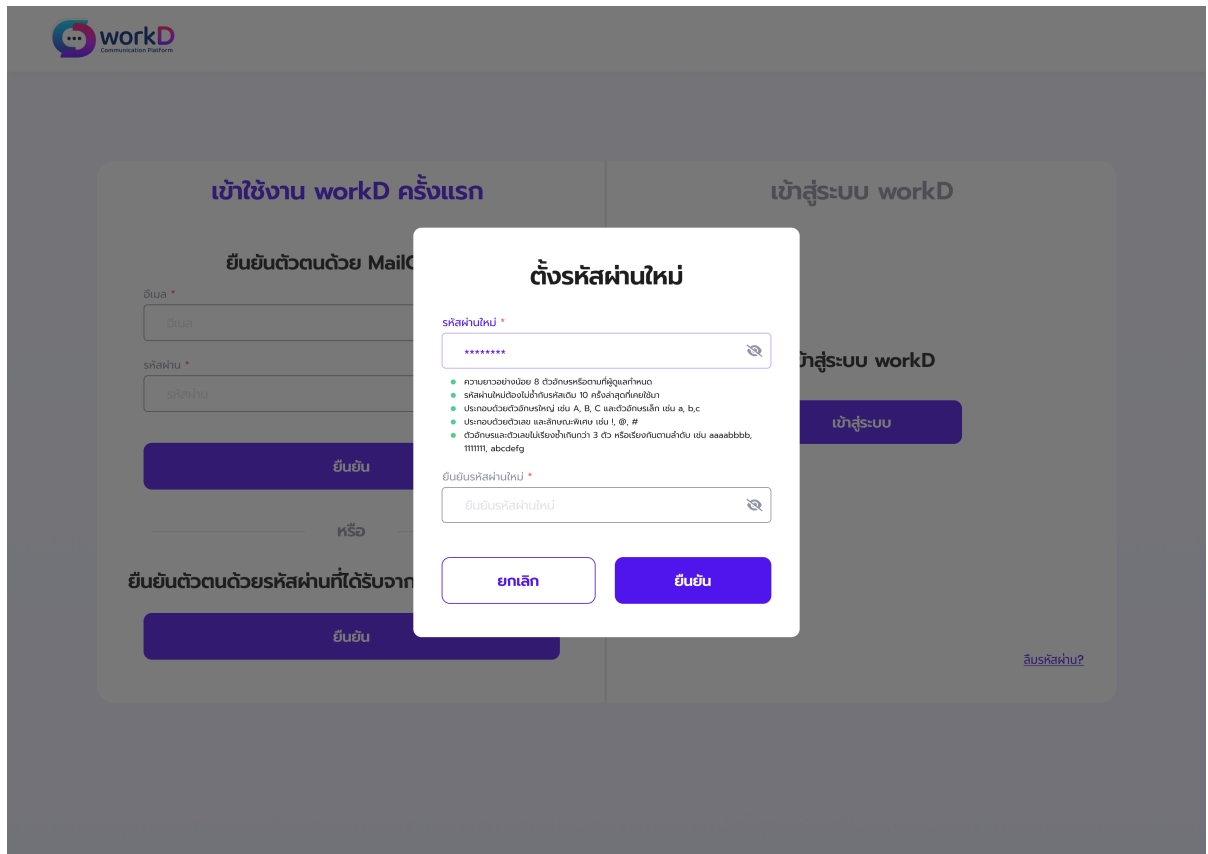 workD
Communication Platform
เข้าใช้งาน workD ครั้งแรก
เข้าสู่ระบบ workD
ยืนยันตัวตนด้วย
อีเมล *
อีเมล
รหัสผ่าน *
รหัสผ่าน
ยืนยัน
หรือ
ยืนยันตัวตนด้วยรหัสผ่านที่ได้รับจาก
ยืนยัน
ตั้งรหัสผ่านใหม่
รหัสผ่านใหม่ *
********
ความยาวอย่างน้อย 8 ตัวอักษรหรือตามที่ผู้ดูแลกำหนด
รหัสผ่านใหม่ต้องไม่ซ้ำกับรหัสเดิม 10 ครั้งล่าสุดที่เคยใช้มา
ประกอบด้วยตัวอักษรใหญ่ เช่น A, B, C และตัวอักษรเล็ก เช่น a, b,c
ประกอบด้วยตัวเลข และลักษณะพิเศษ เช่น !, @, #
ตัวอักษรและตัวเลขไม่เรียงซ้ำเกินกว่า 3 ตัว หรือเรียงกันตามลำดับ เช่น aaaabbbb,
1111111, abcdefg
ยืนยันรหัสผ่านใหม่ *
ยืนยันรหัสผ่านใหม่
ยกเลิก
ยืนยัน
เข้าสู่ระบบ workD
เข้าสู่ระบบ
ลืมรหัสผ่าน?